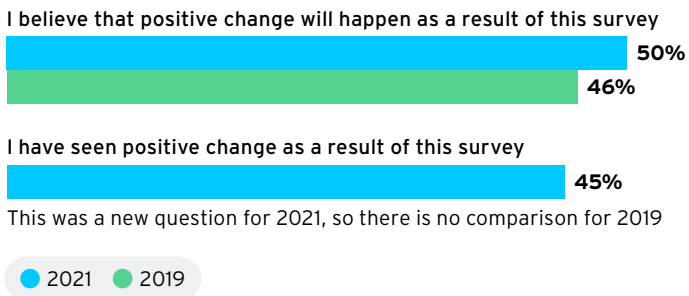 I believe that positive change will happen as a result of this survey
50%
46%
I have seen positive change as a result of this survey
45%
This was a new question for 2021, so there is no comparison for 2019
2021 2019